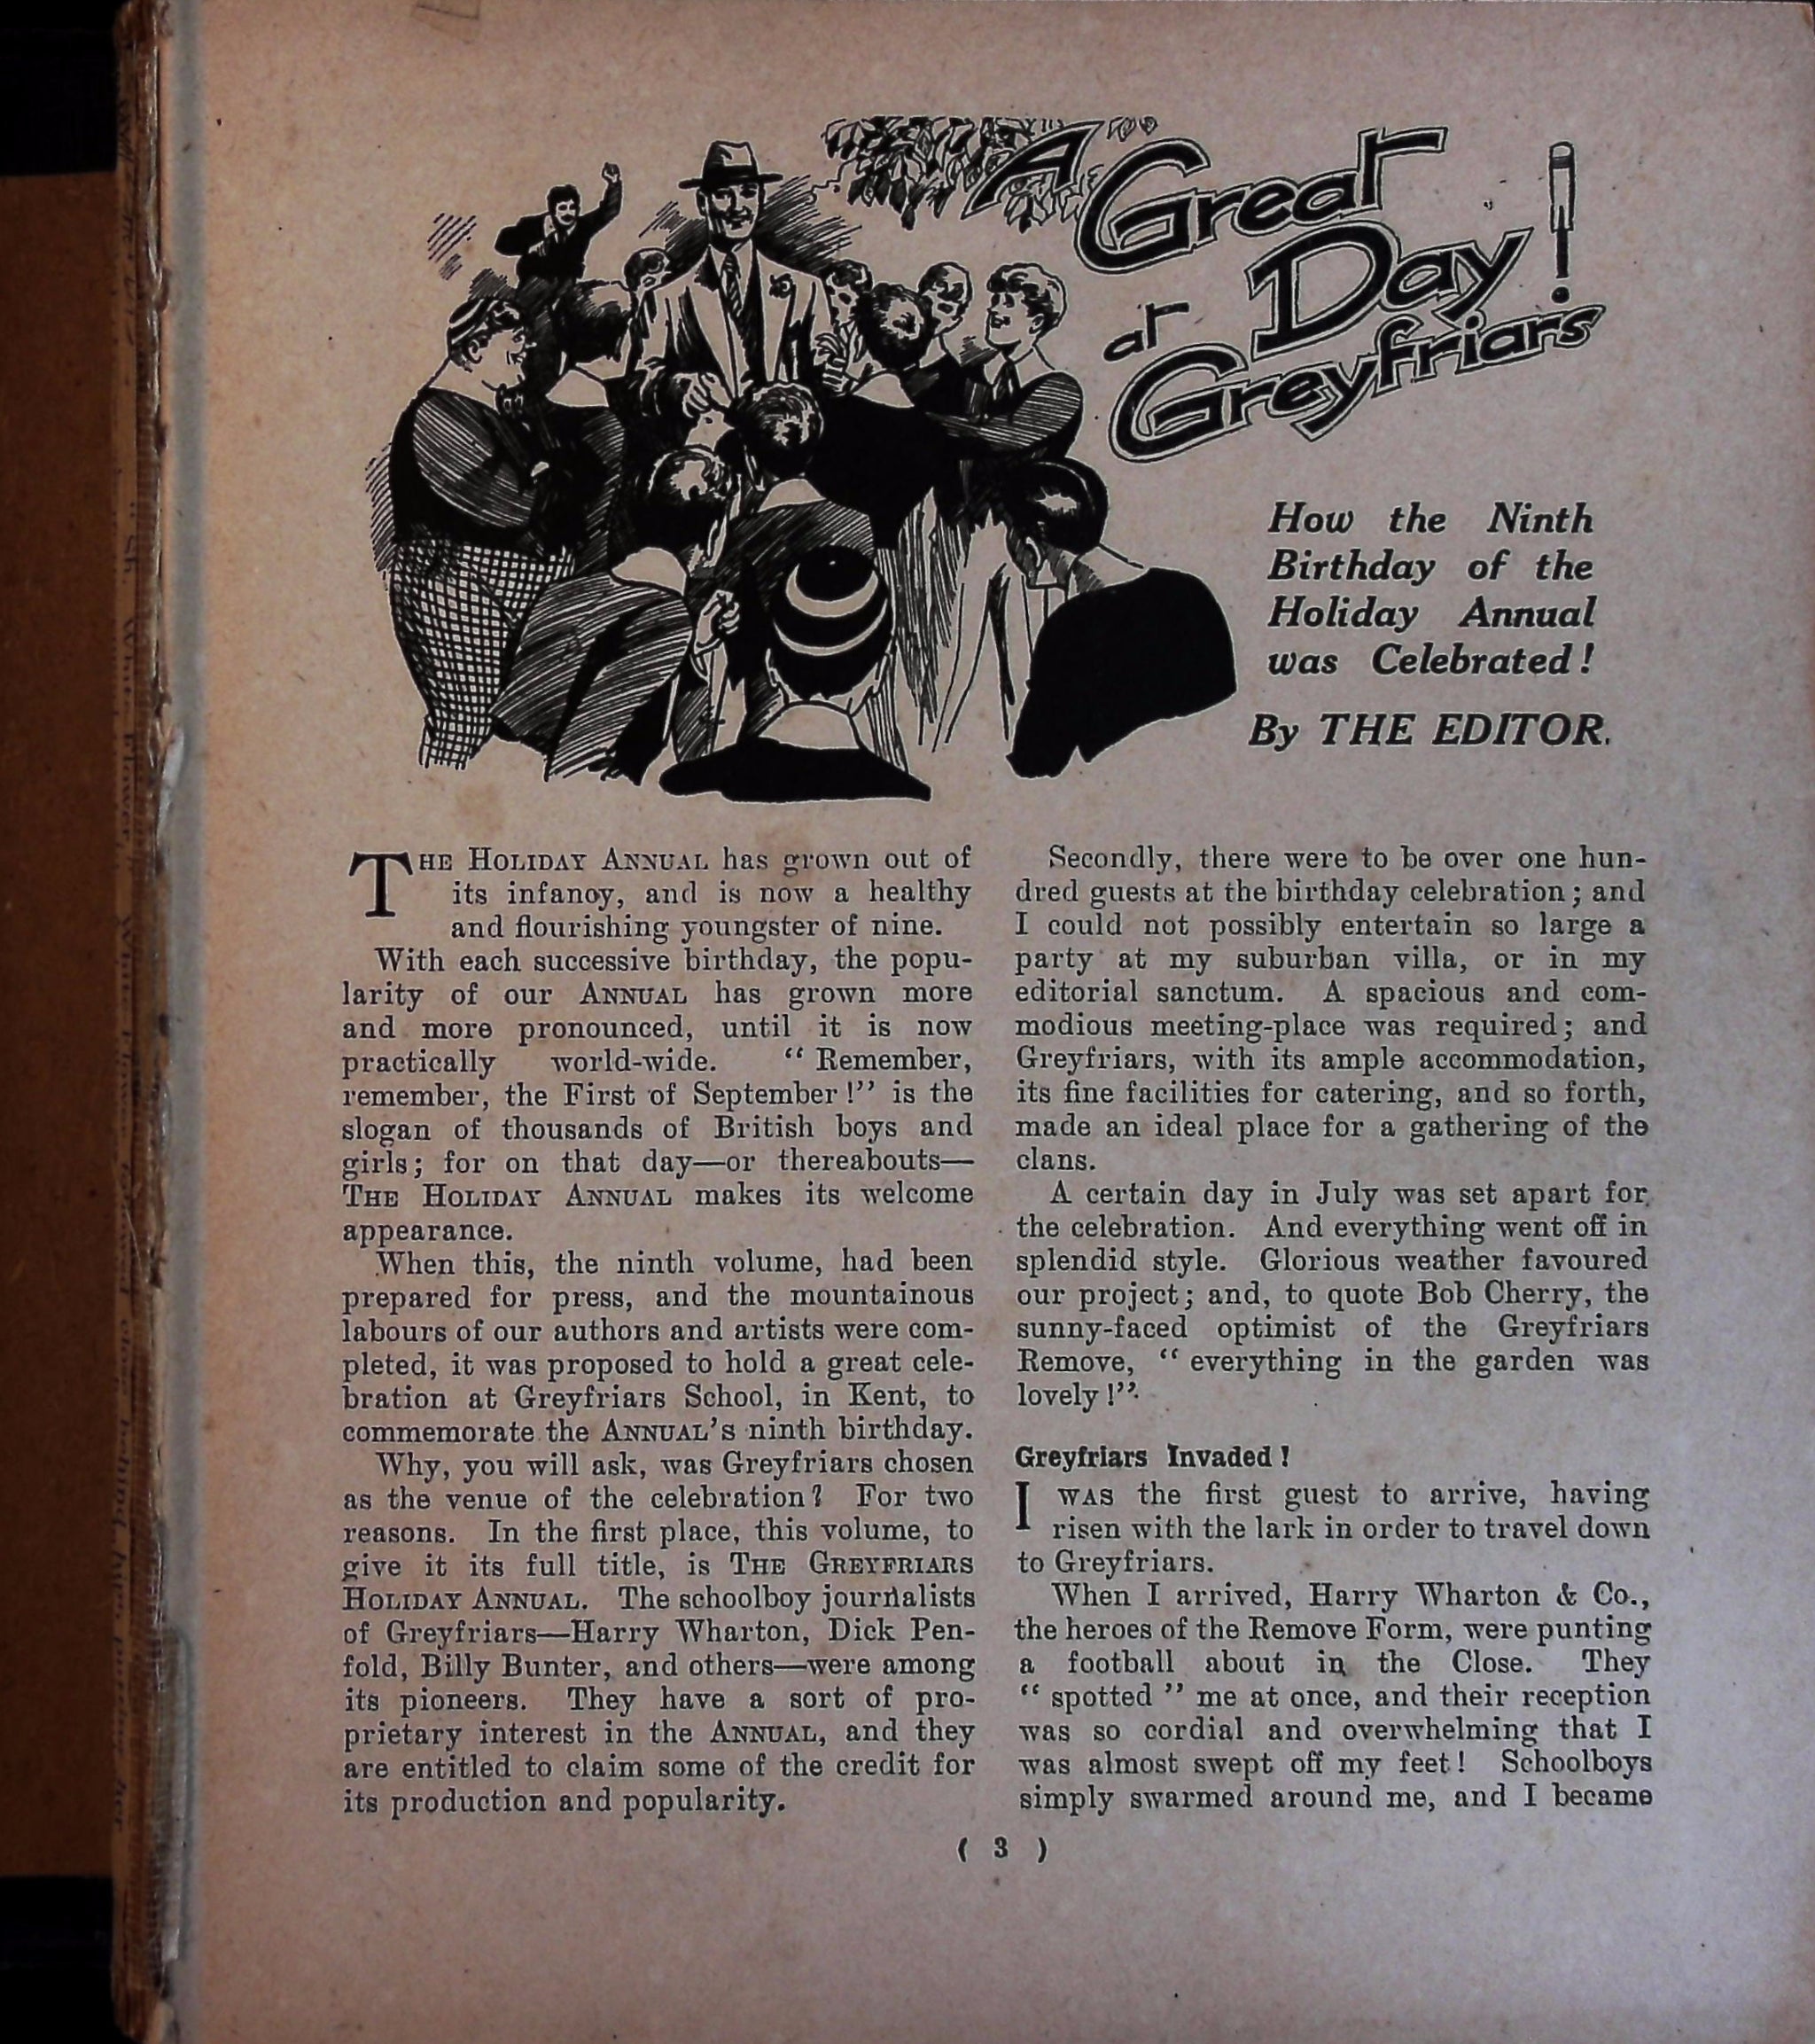 A Great
Day!
at
Greyfriars
How the Ninth
Birthday of the
Holiday Annual
was Celebrated!
By THE EDITOR.
THE HOLIDAY ANNUAL has grown out of
its infancy, and is now a healthy
and flourishing youngster of nine.
With each successive birthday, the popu-
larity of our ANNUAL has grown more
and more pronounced, until it is now
practically world-wide. “Remember,
remember, the First of September!” is the
slogan of thousands of British boys and
girls; for on that day—or thereabouts—
THE HOLIDAY ANNUAL makes its welcome
appearance.
When this, the ninth volume, had been
prepared for press, and the mountainous
labours of our authors and artists were com-
pleted, it was proposed to hold a great cele-
bration at Greyfriars School, in Kent, to
commemorate the ANNUAL'S ninth birthday.
Why, you will ask, was Greyfriars chosen
as the venue of the celebration? For two
reasons. In the first place, this volume, to
give it its full title, is THE GREYFRIARS
HOLIDAY ANNUAL. The schoolboy journalists
of Greyfriars—Harry Wharton, Dick Pen-
fold, Billy Bunter, and others—were among
its pioneers. They have a sort of pro-
prietary interest in the ANNUAL, and they
are entitled to claim some of the credit for
its production and popularity.
Secondly, there were to be over one hun-
dred guests at the birthday celebration; and
I could not possibly entertain so large a
party at my suburban villa, or in my
editorial sanctum. A spacious and com-
modious meeting-place was required; and
Greyfriars, with its ample accommodation,
its fine facilities for catering, and so forth,
made an ideal place for a gathering of the
clans.
A certain day in July was set apart for
the celebration. And everything went off in
splendid style. Glorious weather favoured
our project; and, to quote Bob Cherry, the
sunny-faced optimist of the Greyfriars
Remove, “everything in the garden was
lovely!”.
Greyfriars Invaded!
I WAS the first guest to arrive, having
risen with the lark in order to travel down
to Greyfriars.
When I arrived, Harry Wharton & Co.,
the heroes of the Remove Form, were punting
a football about in the Close. They
“spotted” me at once, and their reception
was so cordial and overwhelming that I
was almost swept off my feet! Schoolboys
simply swarmed around me, and I became
( 3 )